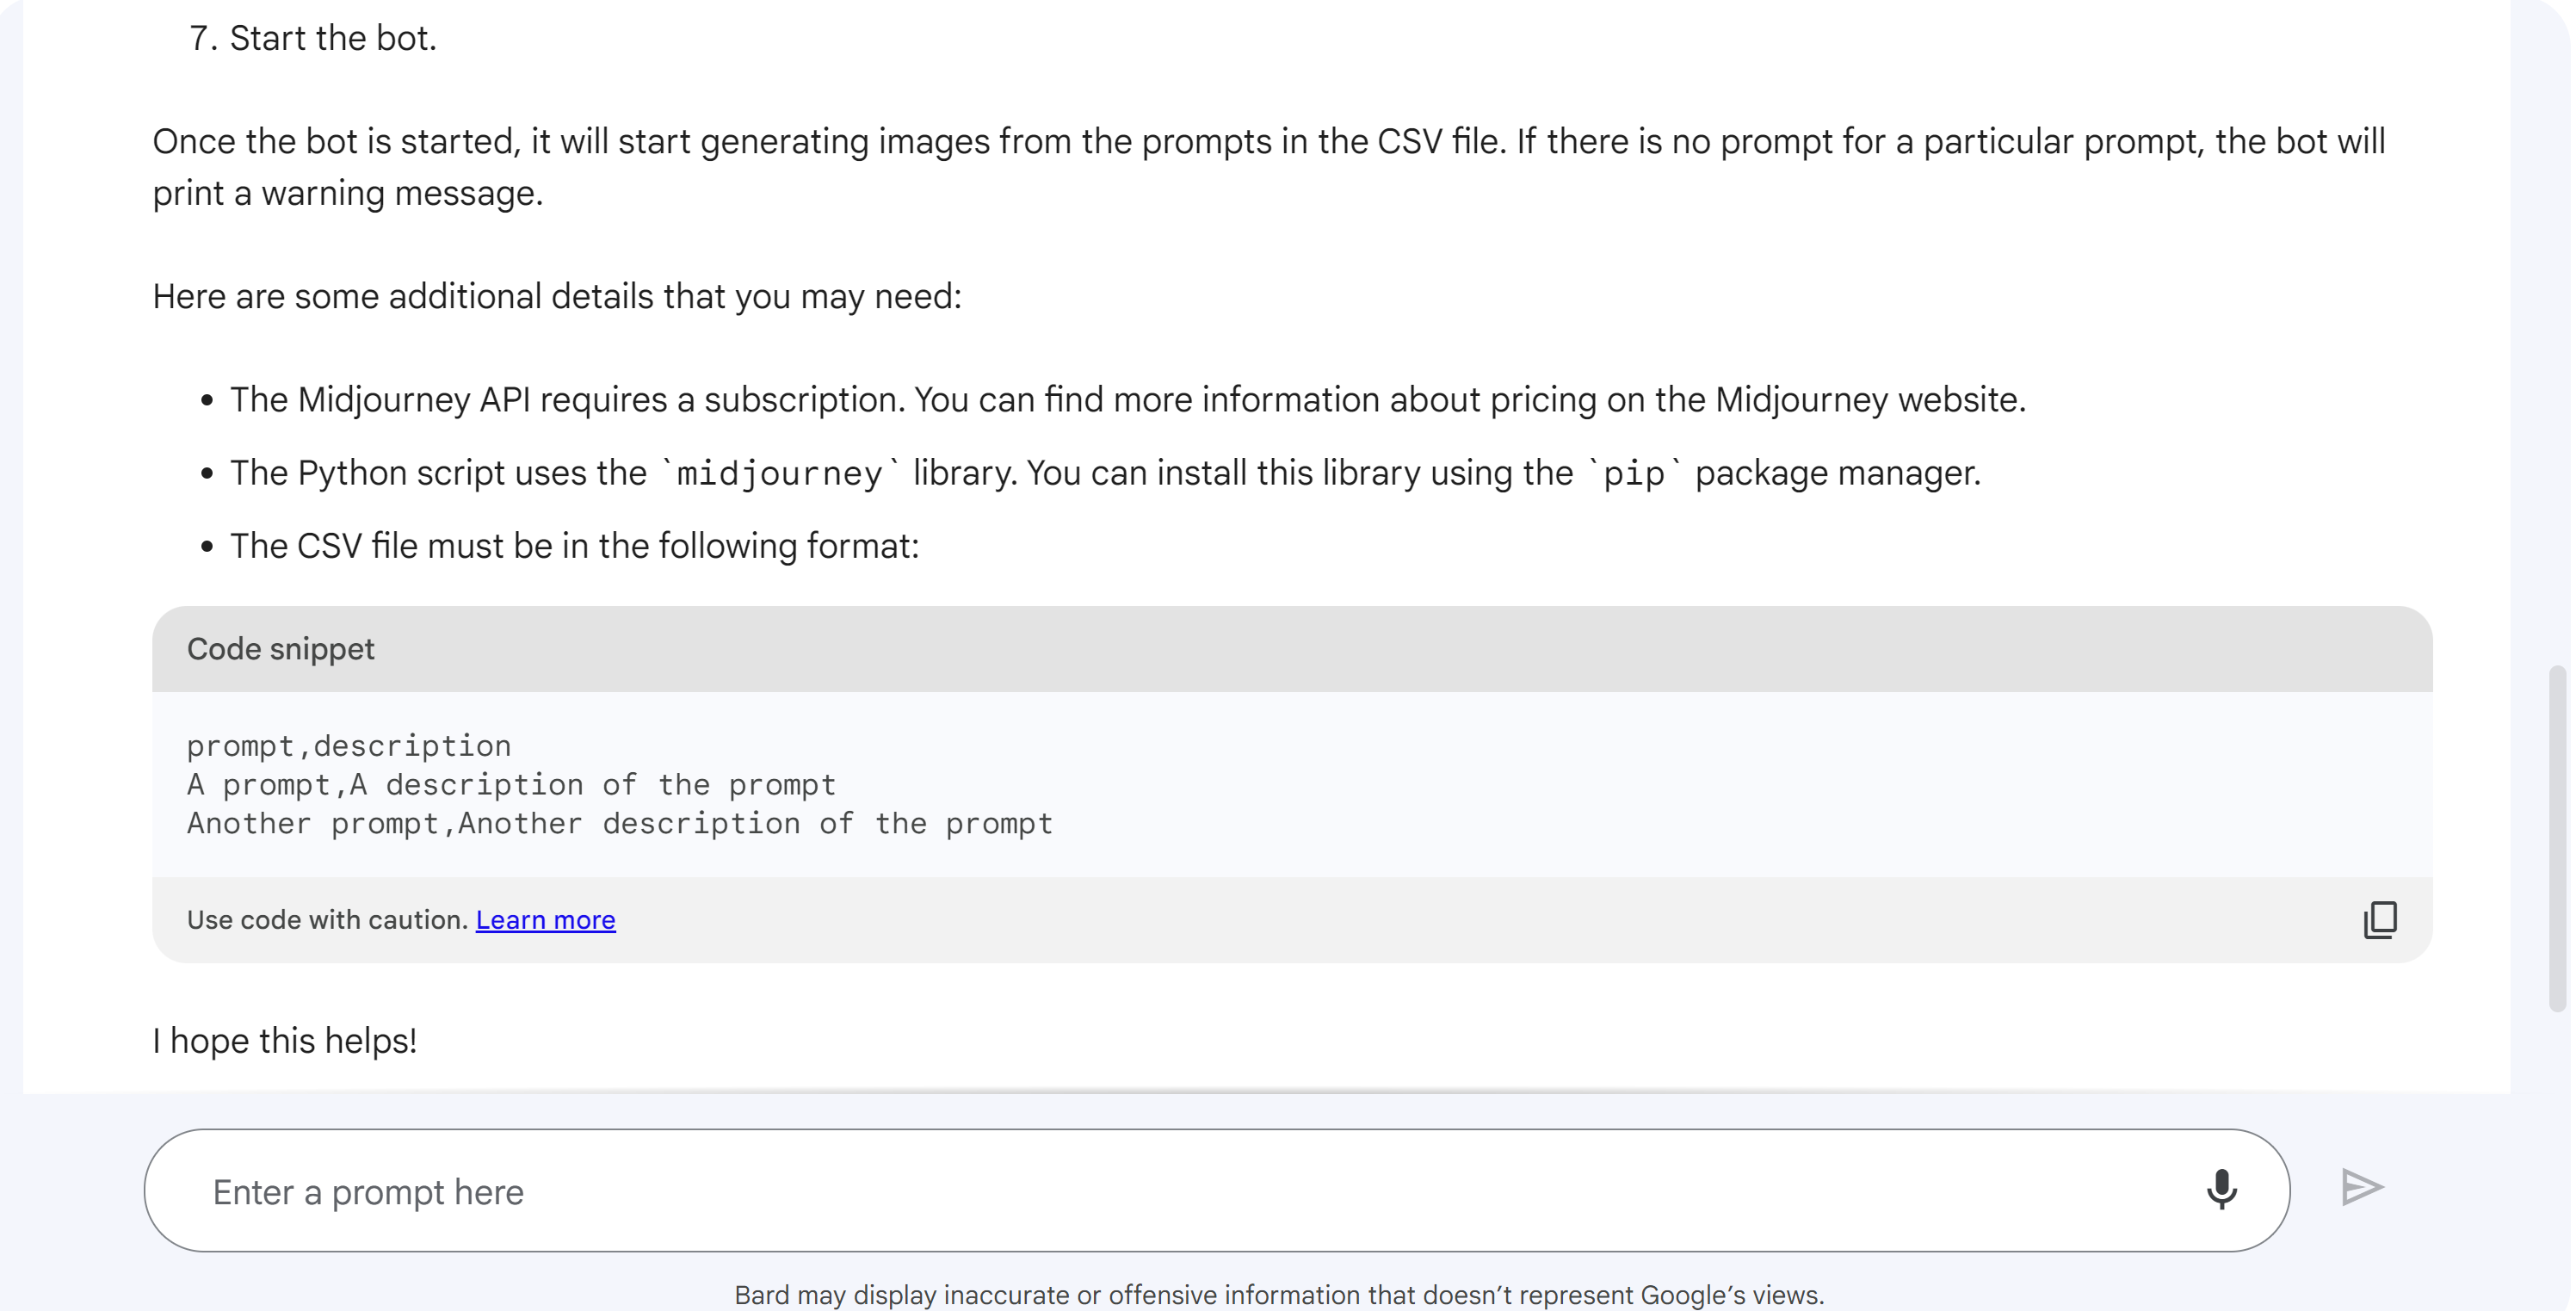 7. Start the bot.
Once the bot is started, it will start generating images from the prompts in the CSV file. If there is no prompt for a particular prompt, the bot will
print a warning message.
Here are some additional details that you may need:
• The Midjourney API requires a subscription. You can find more information about pricing on the Midjourney website.
• The Python script uses the `midjourney` library. You can install this library using the `pip` package manager.
• The CSV file must be in the following format:
Code snippet
prompt,description
A prompt,A description of the prompt
Another prompt,Another description of the prompt
Use code with caution. Learn more
I hope this helps!
Enter a prompt here
Bard may display inaccurate or offensive information that doesn’t represent Google’s views.